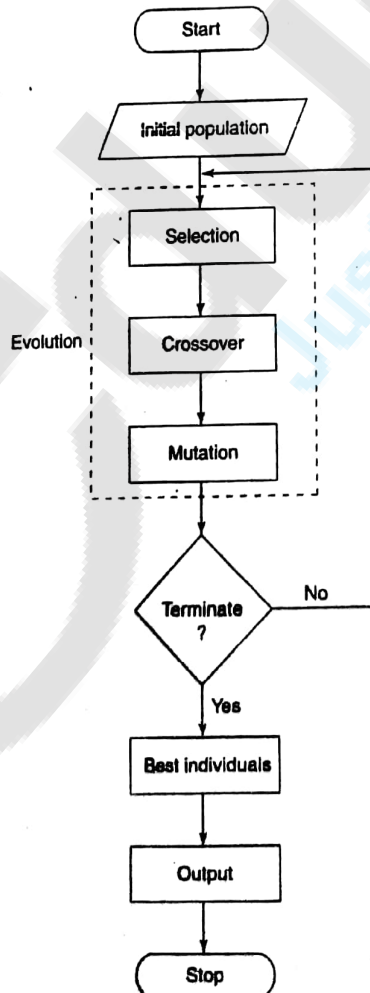 Start
Initial population
Selection
Evolution
Crossover
Mutation
Terminate
?
No
Yes
Best individuals
Output
Stop